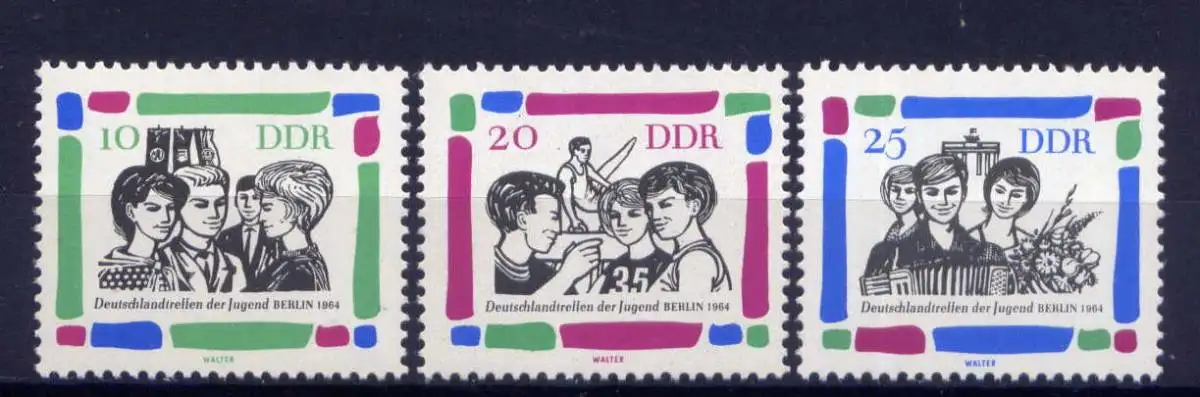 10 DDR
Deutschlandtreffen der Jugend BERLIN 1964
WALTER
20 DDR
35
Deutschlandtreffen der Jugend BERLIN 1964
WALTER
25 DDR
Deutschlandtreffen der Jugend BERLIN 1964
WALTER